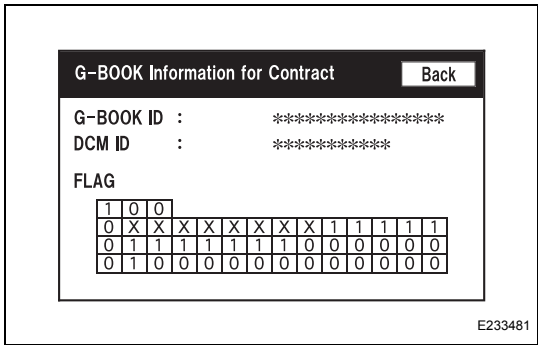 G-BOOK Information for Contract Back
G-BOOK ID : ****************
DCM ID : ***********
FLAG
1 0 0
0 X X X X X X X X 1 1 1 1 1
0 1 1 1 1 1 1 1 0 0 0 0 0 0
0 1 0 0 0 0 0 0 0 0 0 0 0 0
E233481